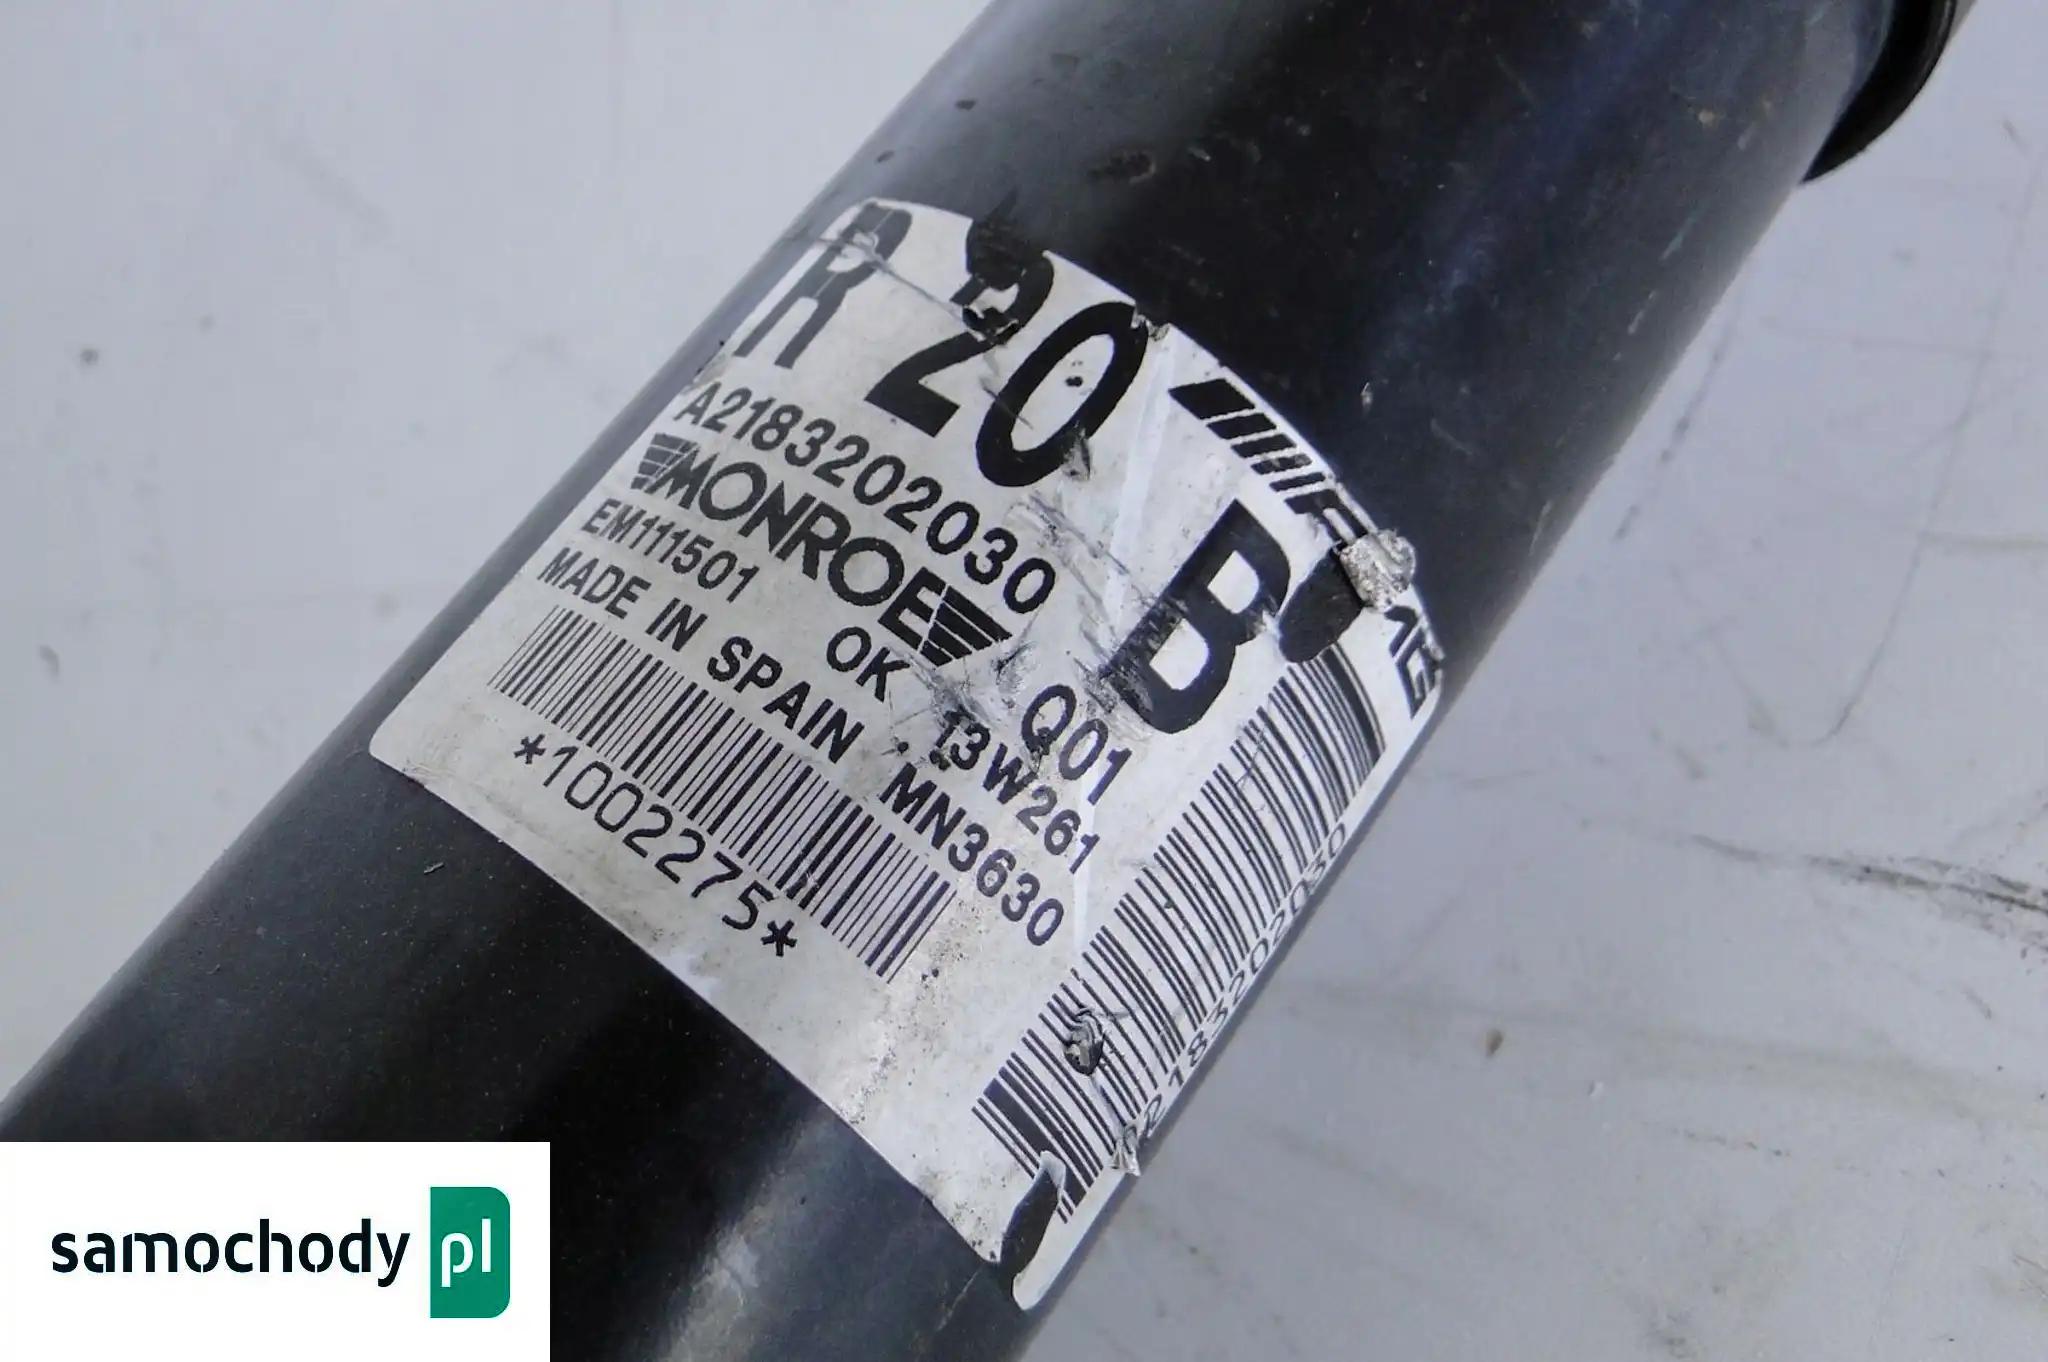 R 20
A2183202030
MONROE
B
EM111501 OK Q01
MADE IN SPAIN 13W261
MN3630
*1002275*
samochody pl